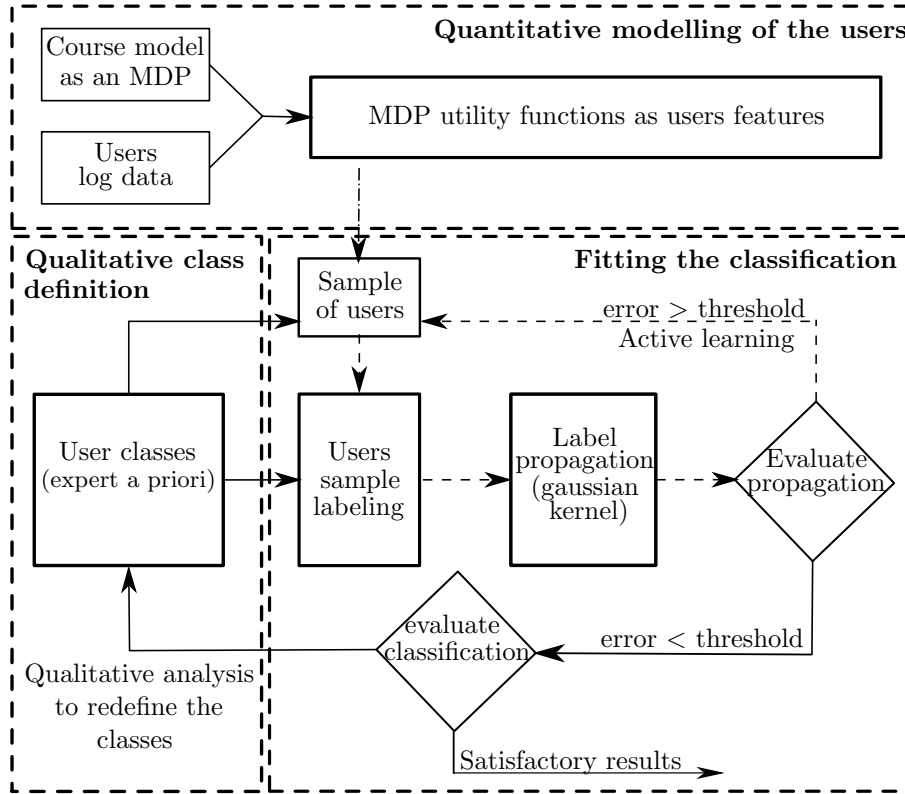 Quantitative modelling of the users
Course model
as an MDP
MDP utility functions as users features
Users
log data
Qualitative class
definition
Fitting the classification
Sample
of users
error > threshold
Active learning
User classes
(expert a priori)
Users
sample
labeling
Label
propagation
(gaussian
kernel)
Evaluate
propagation
evaluate
classification
error < threshold
Qualitative analysis
to redefine the
classes
Satisfactory results